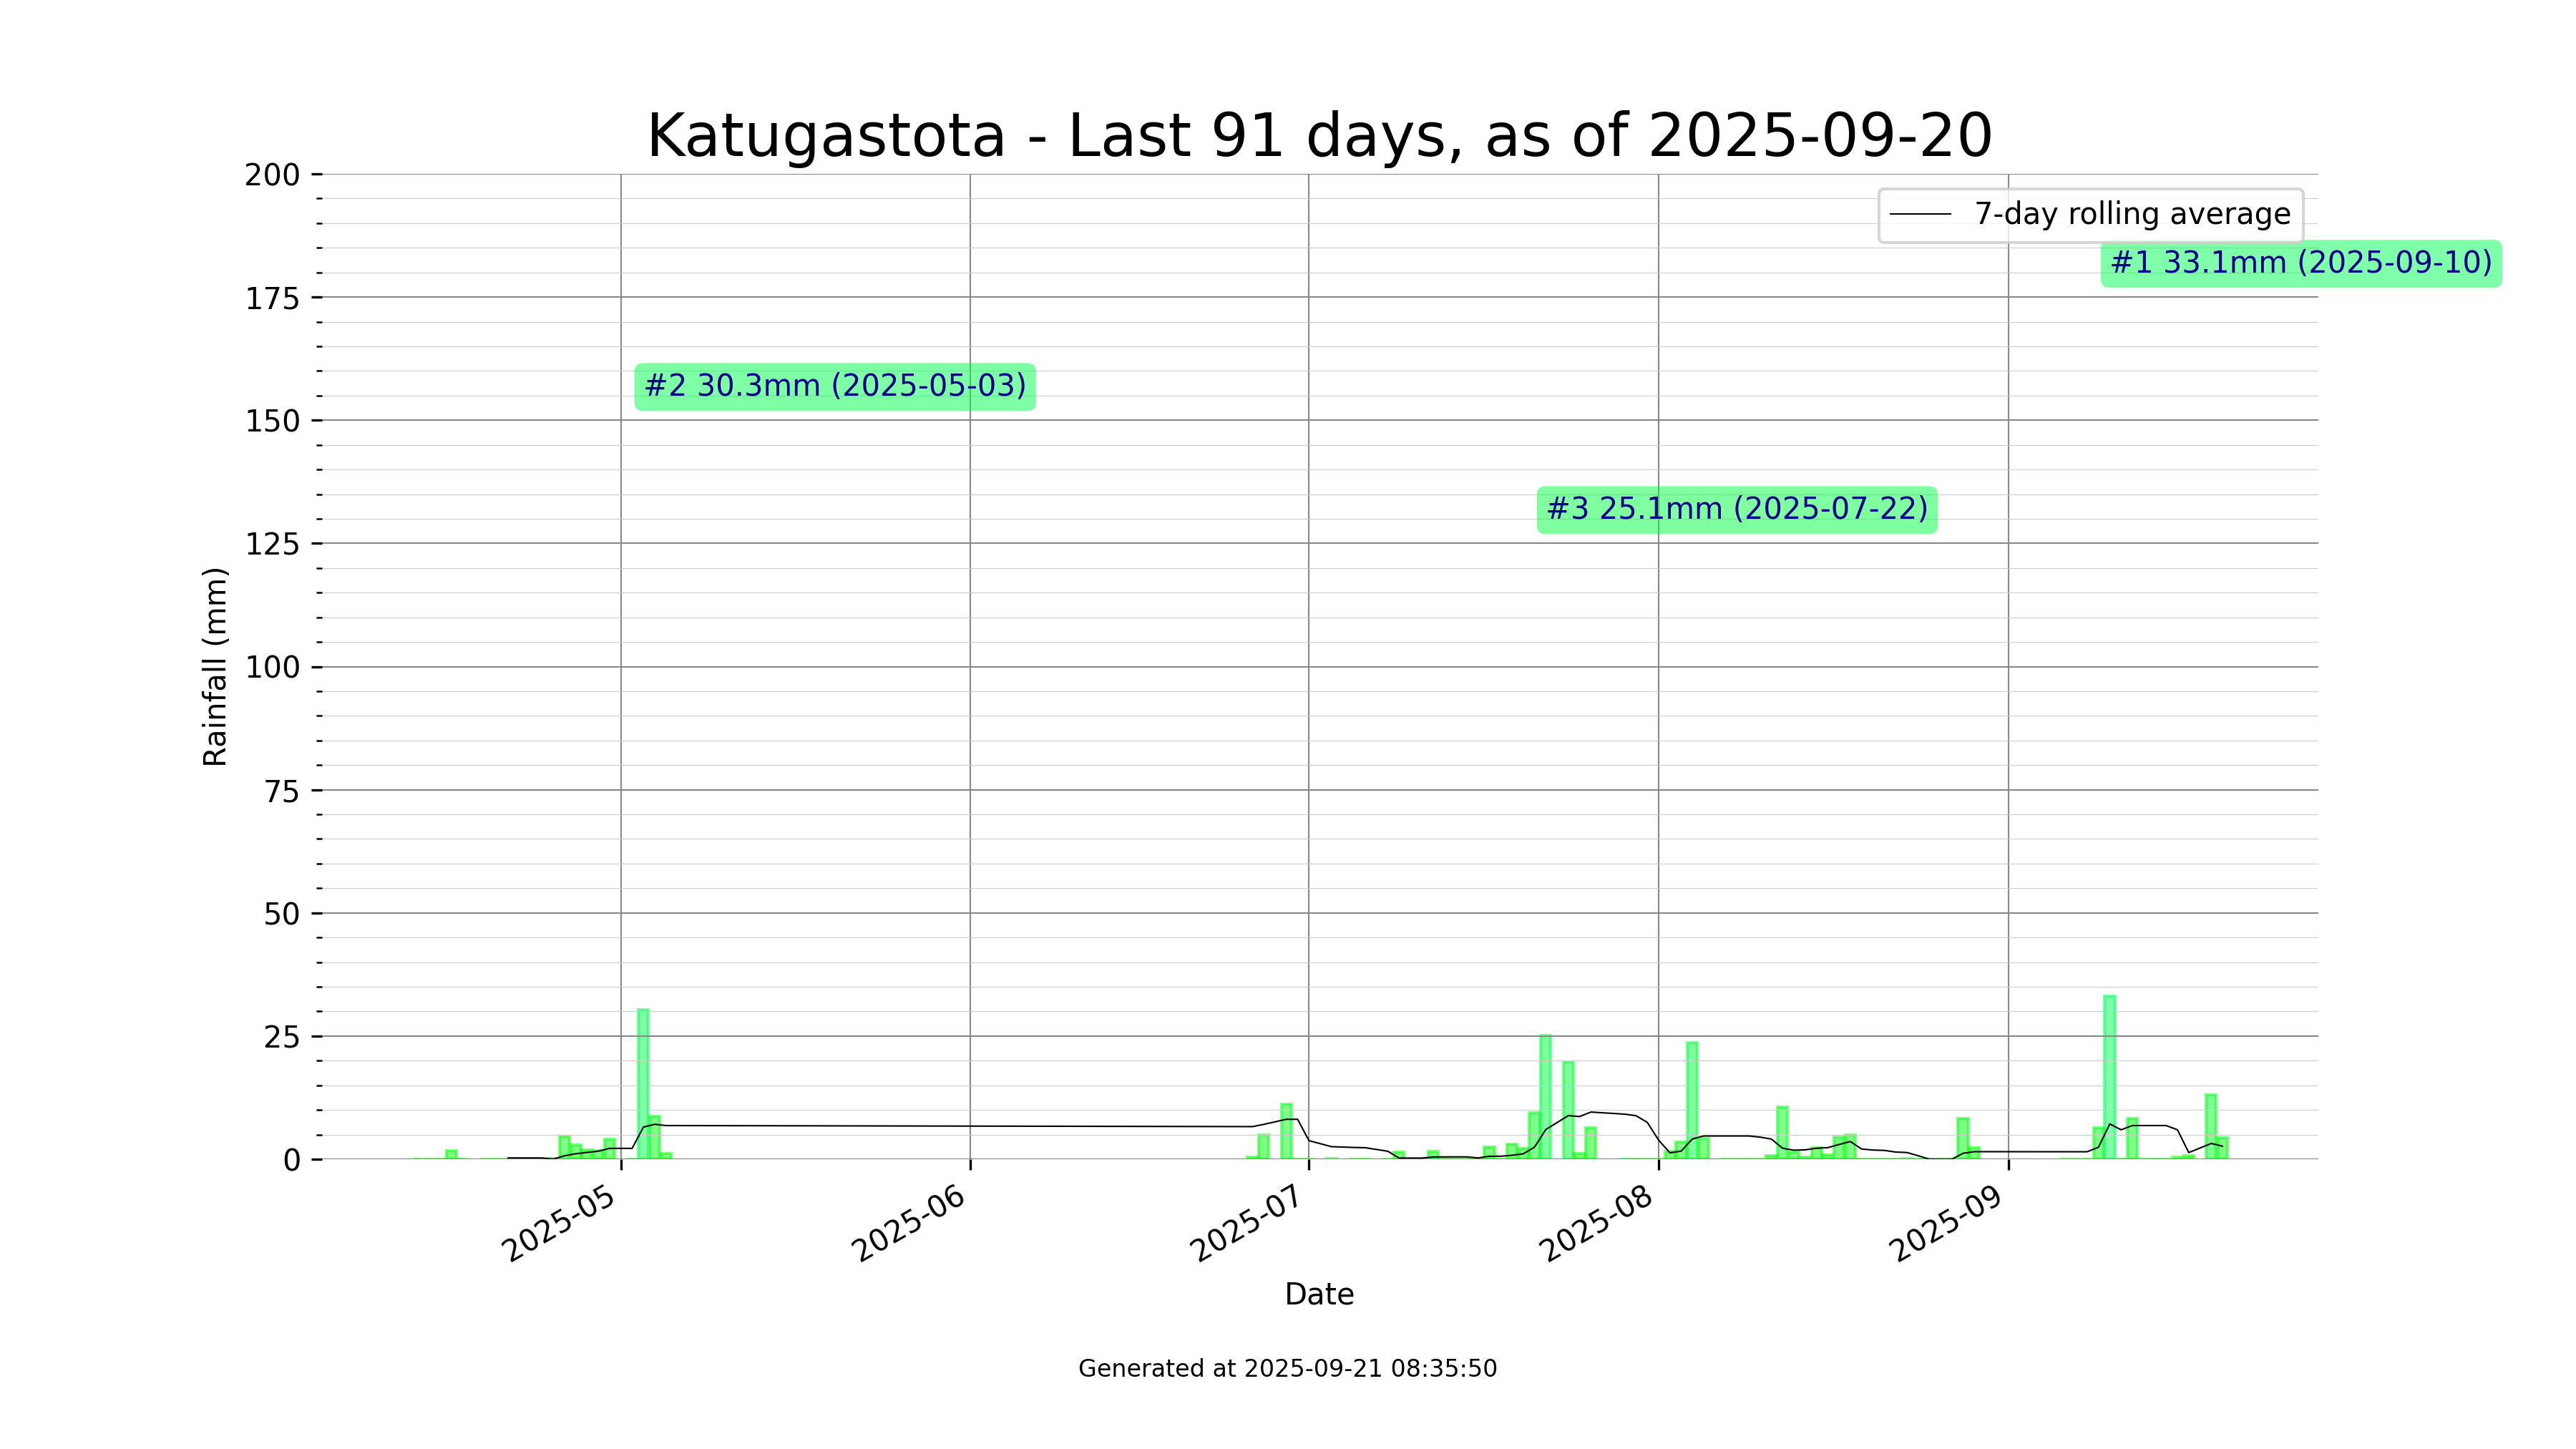 Katugastota - Last 91 days, as of 2025-09-20
200
7-day rolling average
#1 33.1mm (2025-09-10)
175
#2 30.3mm (2025-05-03)
150
#3 25.1mm (2025-07-22)
125
Rainfall (mm)
100
75
50
25
0
2025-05
2025-06
2025-07
2025-08
2025-09
Date
Generated at 2025-09-21 08:35:50